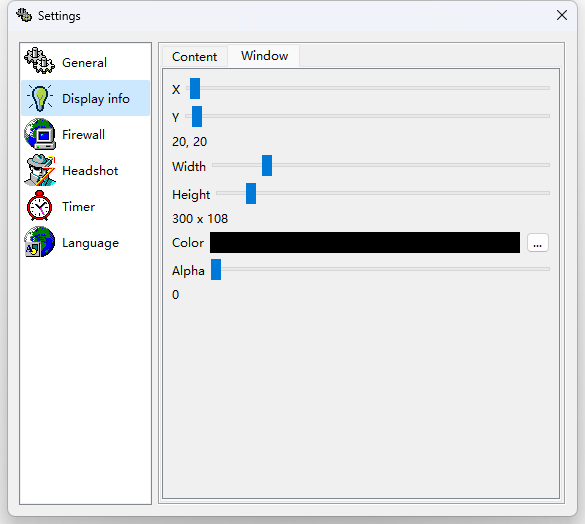 Settings
General
Display info
Firewall
Headshot
Timer
Language
Content Window
X
Y
20, 20
Width
Height
300 x 108
Color ...
Alpha
0